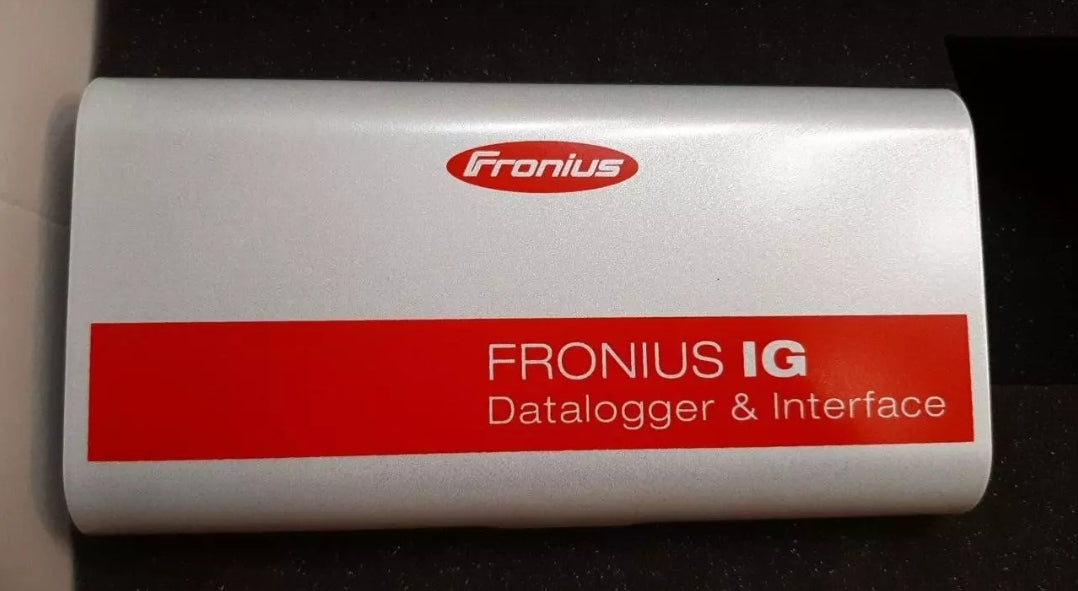 Fronius
FRONIUS IG
Datalogger & Interface